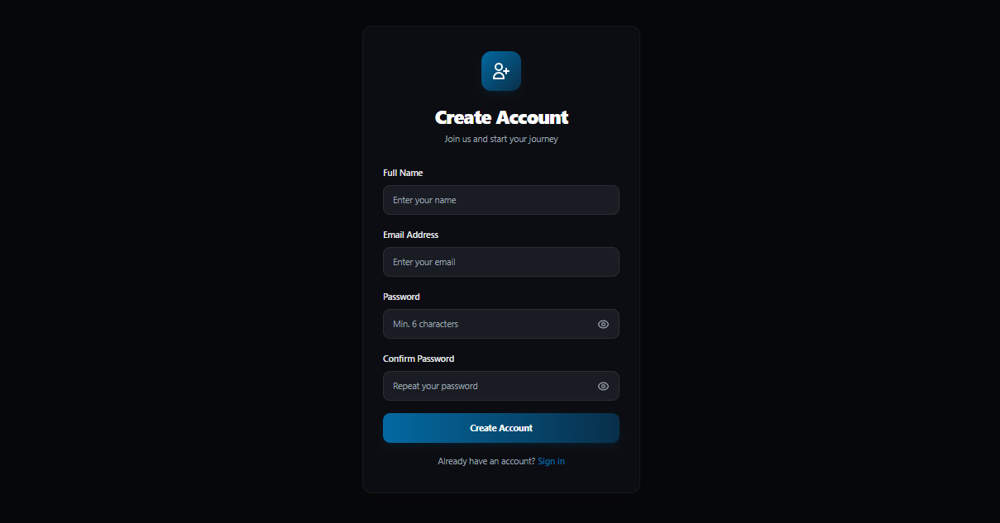 Create Account
Join us and start your journey
Full Name
Enter your name
Email Address
Enter your email
Password
Min. 6 characters
Confirm Password
Repeat your password
Create Account
Already have an account? Sign in